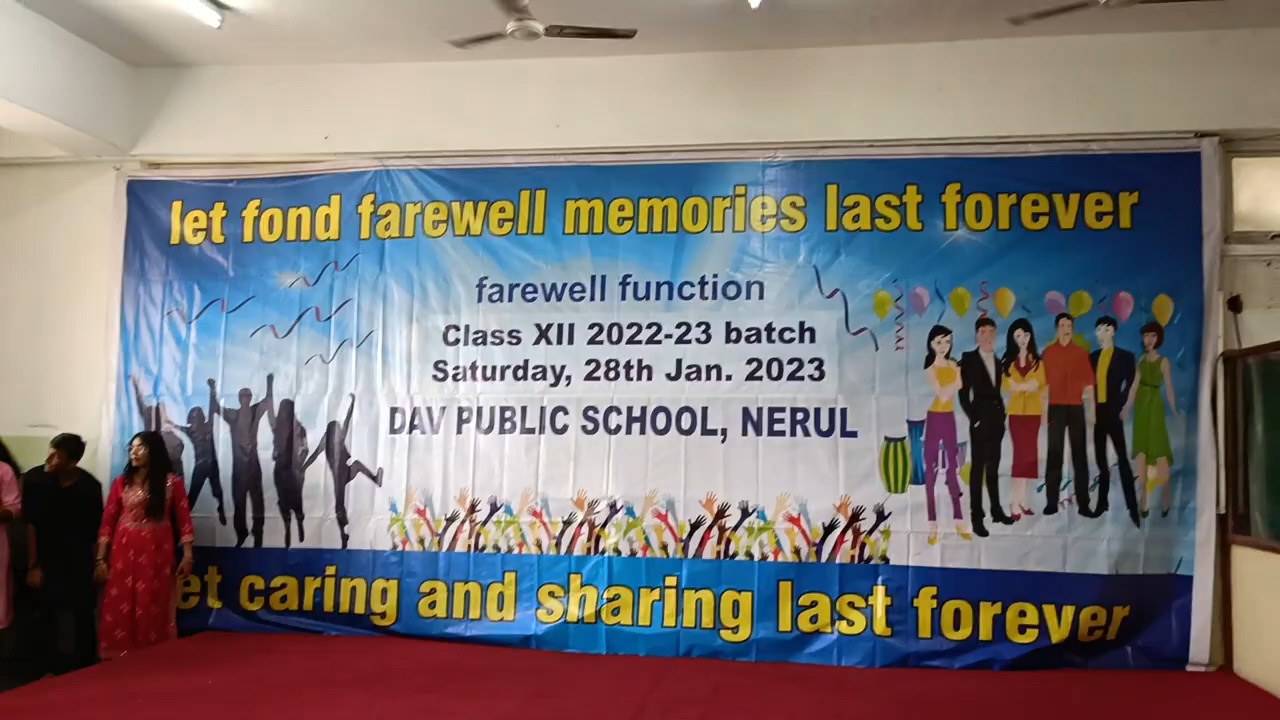 let fond farewell memories last forever
farewell function
Class XII 2022-23 batch
Saturday, 28th Jan. 2023
DAV PUBLIC SCHOOL, NERUL
et caring and sharing last forever